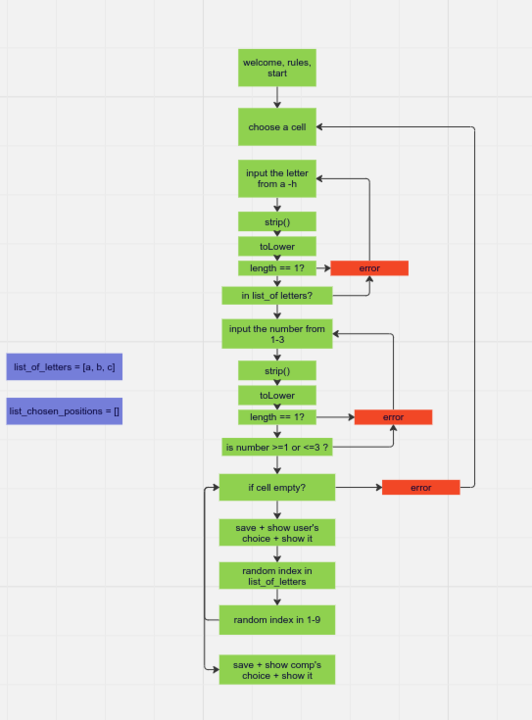 welcome, rules,
start
choose a cell
input the letter
from a -h
strip()
toLower
length == 1?
error
in list_of letters?
input the number from
1-3
list_of_letters = [a, b, c]
strip()
toLower
list_chosen_positions = []
length == 1?
error
is number >=1 or <=3 ?
if cell empty?
error
save + show user's
choice + show it
random index in
list_of_letters
random index in 1-9
save + show comp's
choice + show it